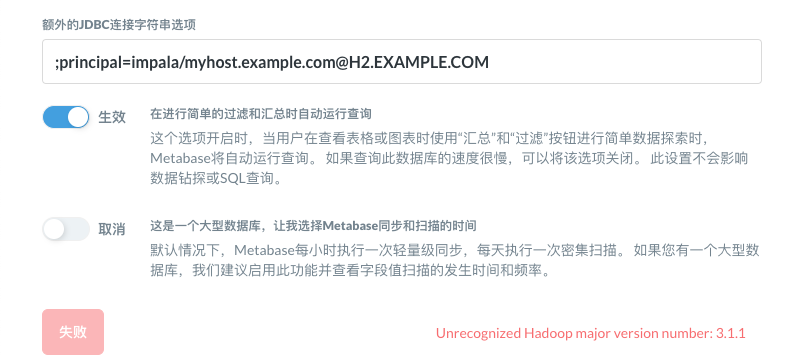 额外的JDBC连接字符串选项
;principal=impala/myhost.example.com@H2.EXAMPLE.COM
生效
在进行简单的过滤和汇总时自动运行查询
这个选项开启时，当用户在查看表格或图表时使用“汇总”和“过滤”按钮进行简单数据探索时，
Metabase将自动运行查询。 如果查询此数据库的速度很慢，可以将该选项关闭。 此设置不会影响
数据钻探或SQL查询。
取消
这是一个大型数据库，让我选择Metabase同步和扫描的时间
默认情况下，Metabase每小时执行一次轻量级同步，每天执行一次密集扫描。 如果您有一个大型数
据库，我们建议启用此功能并查看字段值扫描的发生时间和频率。
失败
Unrecognized Hadoop major version number: 3.1.1